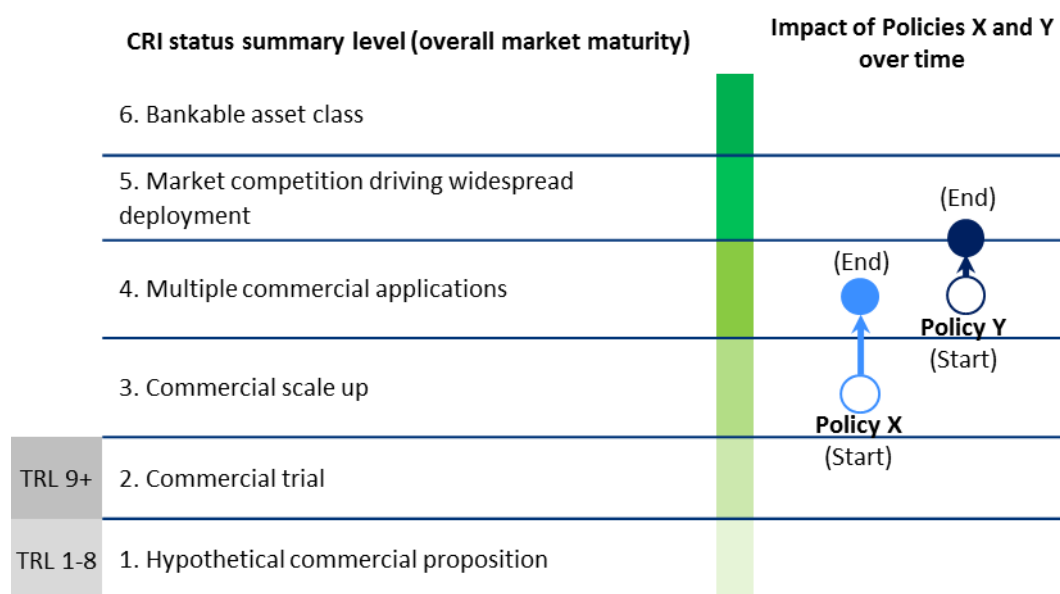 CRI status summary level (overall market maturity)
Impact of Policies X and Y
over time
6. Bankable asset class
5. Market competition driving widespread
deployment
(End)
(End)
4. Multiple commercial applications
Policy Y
(Start)
3. Commercial scale up
Policy X
(Start)
TRL 9+
2. Commercial trial
TRL 1-8
1. Hypothetical commercial proposition